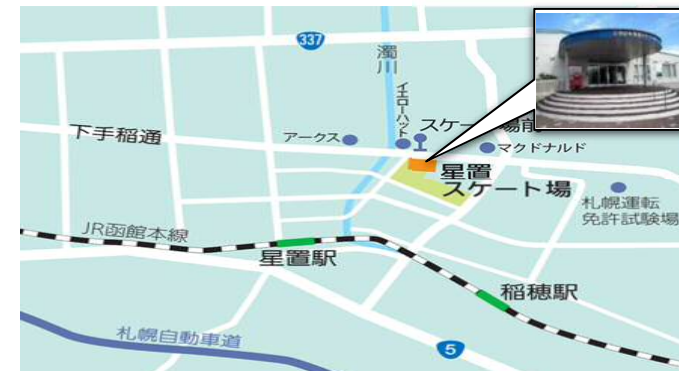 337
濁川
イエローハット
スケート場前
下手稲通
アークス
マクドナルド
星置
スケート場
札幌運転
免許試験場
JR函館本線
星置駅
稲穂駅
札幌自動車道
5